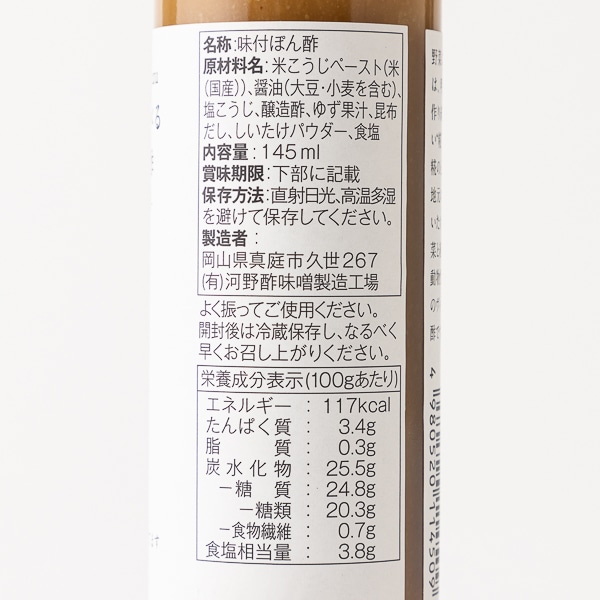 名称：味付ぽん酢
原材料名：米こうじペースト（米
（国産））、醤油（大豆・小麦を含む）、
塩こうじ、醸造酢、ゆず果汁、昆布
だし、しいたけパウダー、食塩
内容量：145ml
賞味期限：下部に記載
保存方法：直射日光、高温多湿
を避けて保存してください。
製造者：
岡山県真庭市久世267
（有）河野酢味噌製造工場
よく振ってご使用ください。
開封後は冷蔵保存し、なるべく
早くお召し上がりください。
栄養成分表示（100gあたり）
エネルギー：117kcal
たんぱく質：3.4g
脂質：0.3g
炭水化物：25.5g
－糖質：24.8g
－糖類：20.3g
－食物繊維：0.7g
食塩相当量：3.8g